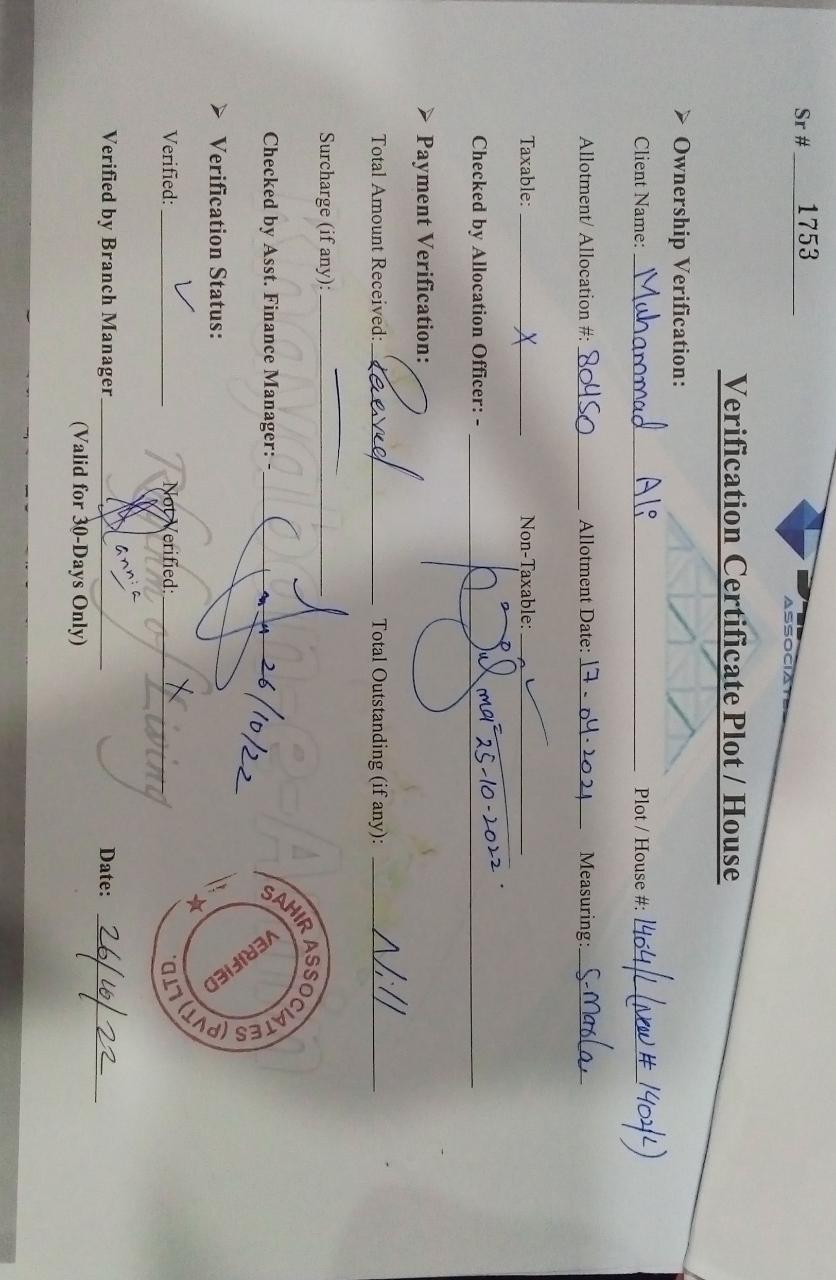 Sr # 1753
ASSOCIATES
Verification Certificate Plot / House
➤ Ownership Verification:
Client Name: Muhammad Ali Plot / House #: 1404/L (New # 1402/L)
Allotment/ Allocation #: 80450 Allotment Date: 17-04-2021 Measuring: 5-Marla
Taxable: X Non-Taxable: ✓
Checked by Allocation Officer: - 25-10-2022.
➤ Payment Verification:
Total Amount Received: Received Total Outstanding (if any): Nill
Surcharge (if any): —
Checked by Asst. Finance Manager: - 26/10/22
➤ Verification Status:
Verified: ✓ Not Verified: X
Verified by Branch Manager Date: 26/10/22
(Valid for 30-Days Only)
SAHIR ASSOCIATES (PVT) LTD.
VERIFIED